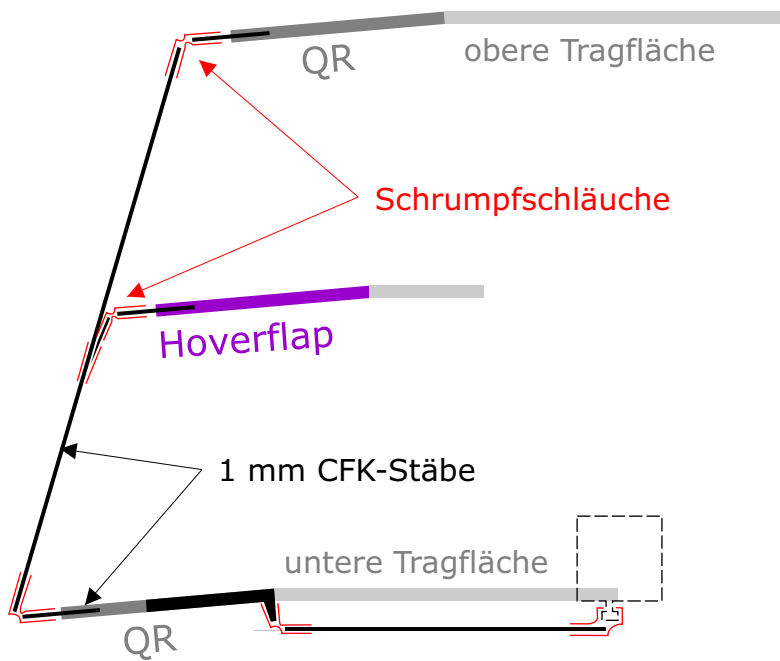 QR
obere Tragfläche
Schrumpfschläuche
Hoverflap
1 mm CFK-Stäbe
untere Tragfläche
QR